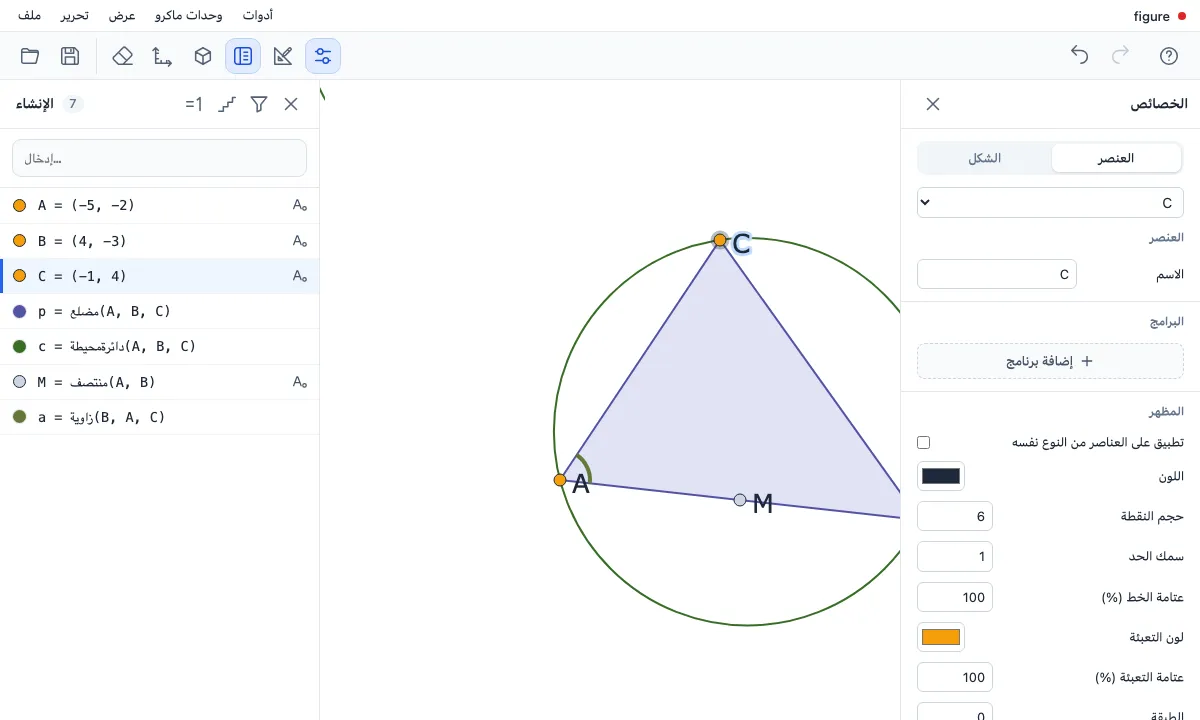 ملف تحرير عرض وحدات ماكرو أدوات
figure
الإنشاء 7
=1
إدخال...
A = (−5, −2)
B = (4, −3)
C = (−1, 4)
p = مضلع(A, B, C)
c = دائرةمحيطة(A, B, C)
M = منتصف(A, B)
a = زاوية(B, A, C)
C
A
M
الخصائص
العنصر
الشكل
C
العنصر
الاسم C
البرامج
+ إضافة برنامج
المظهر
تطبيق على العناصر من النوع نفسه
اللون
حجم النقطة 6
سمك الحد 1
عتامة الخط (%) 100
لون التعبئة
عتامة التعبئة (%) 100
الطبقة 0